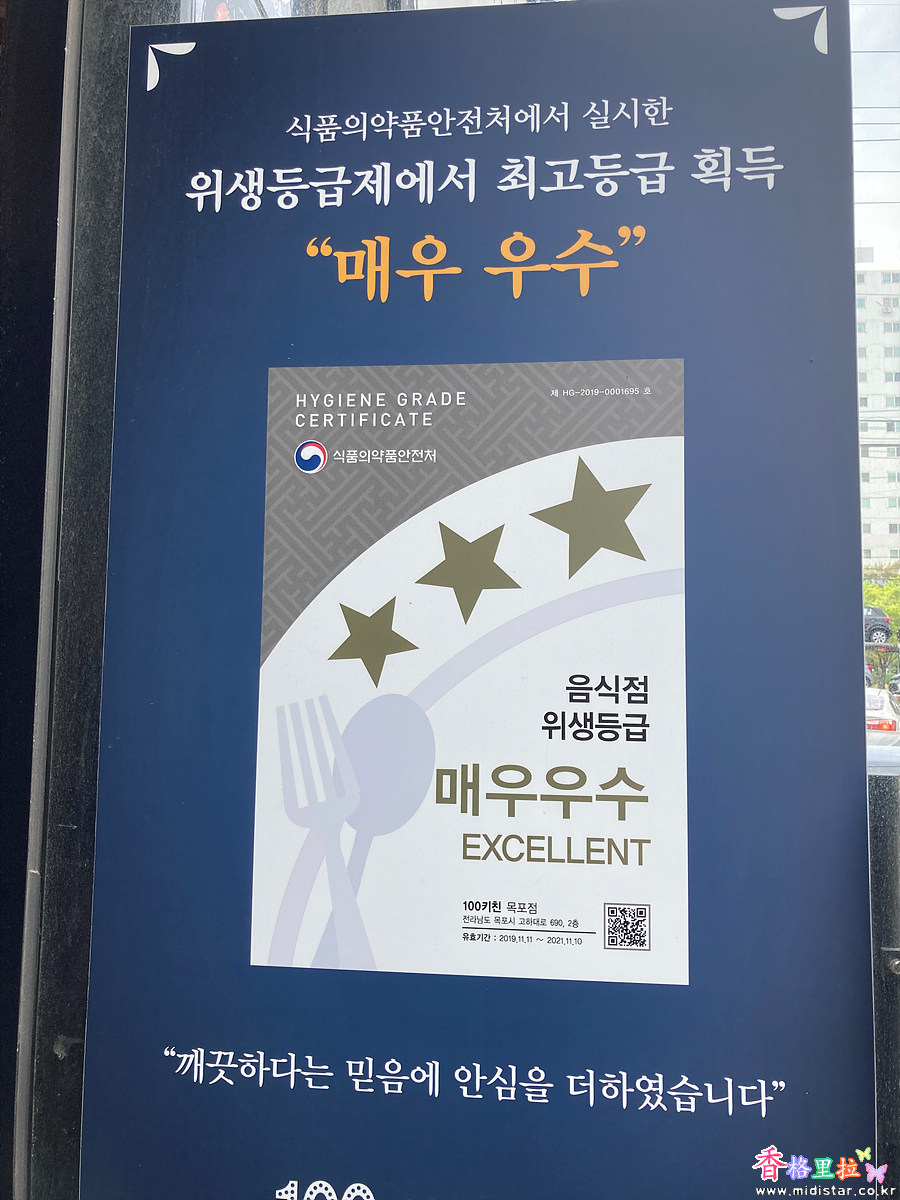 식품의약품안전처에서 실시한
위생등급제에서 최고등급 획득
“매우 우수”
HYGIENE GRADE
CERTIFICATE
제 HG-2019-0001695 호
식품의약품안전처
음식점
위생등급
매우우수
EXCELLENT
100키친 목포점
전라남도 목포시 고하대로 690, 2층
유효기간 : 2019.11.11 ~ 2021.11.10
“깨끗하다는 믿음에 안심을 더하였습니다”
100
香格里拉
www.midistar.co.kr